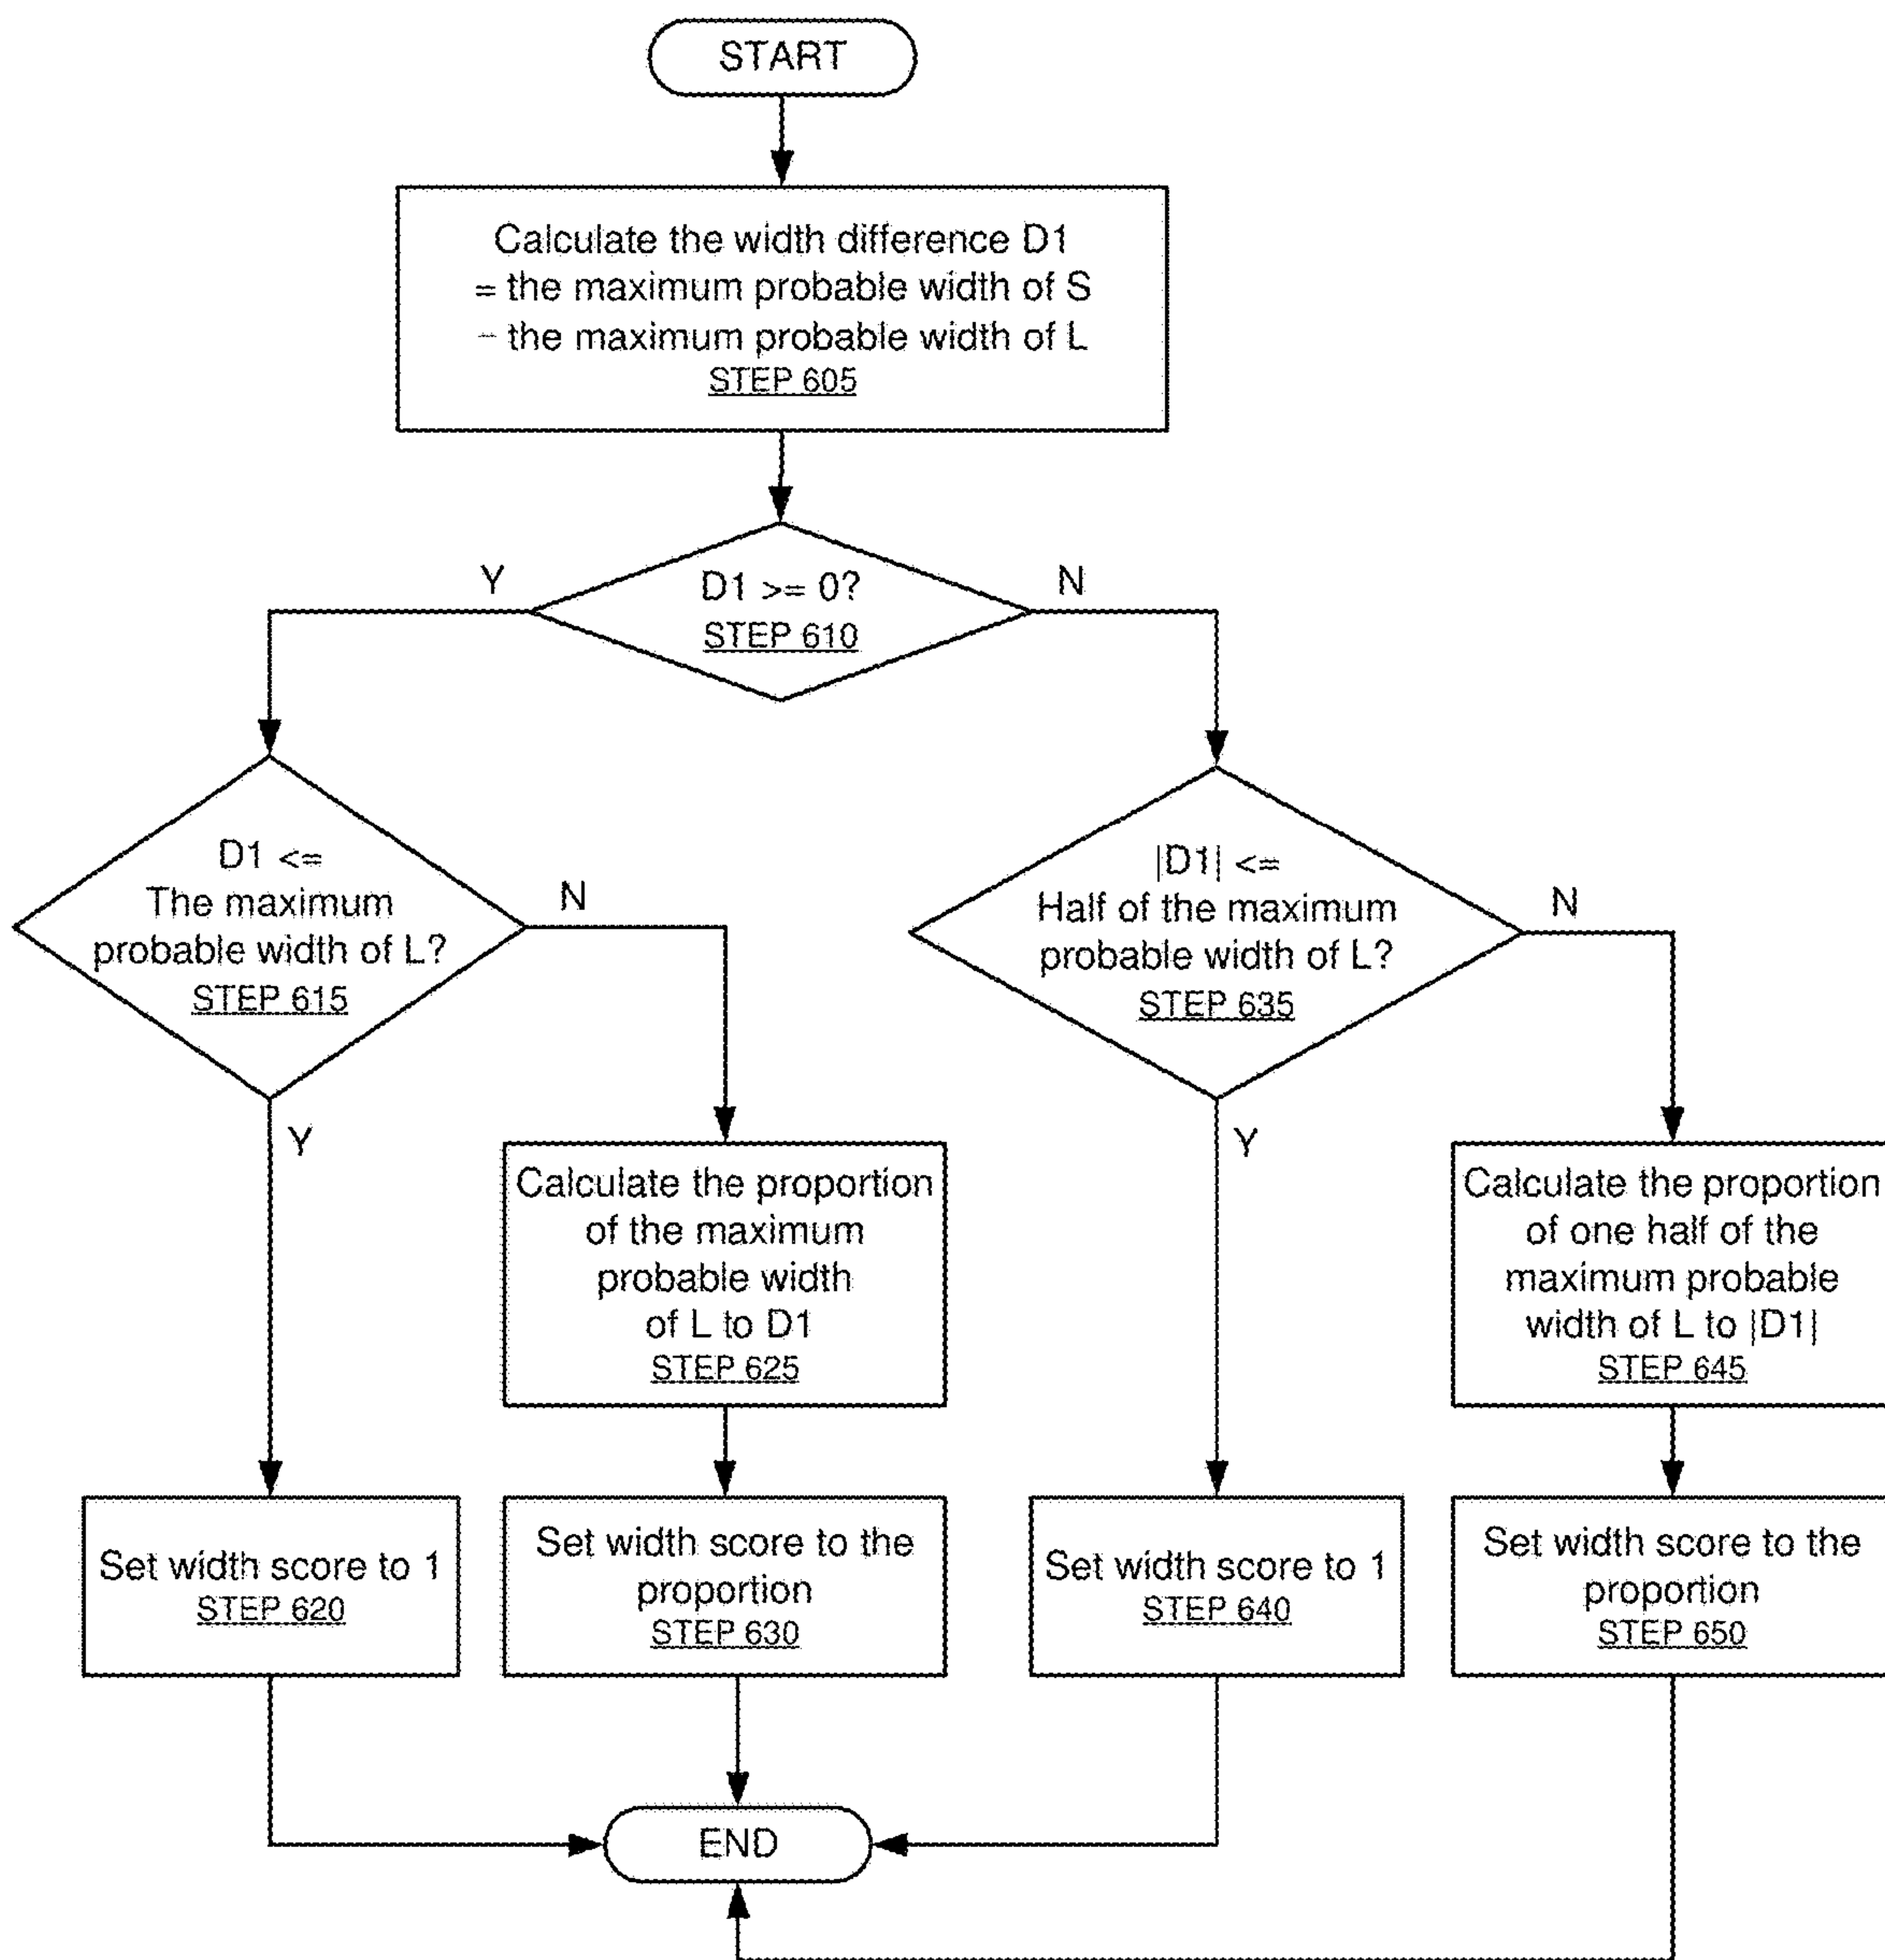 START
Calculate the width difference D1
= the maximum probable width of S
– the maximum probable width of L
STEP 605
Y
D1 >= 0?
N
STEP 610
D1 <=
The maximum
probable width of L?
STEP 615
N
Y
|D1| <=
Half of the maximum
probable width of L?
STEP 635
N
Y
Calculate the proportion
of the maximum
probable width
of L to D1
STEP 625
Calculate the proportion
of one half of the
maximum probable
width of L to |D1|
STEP 645
Set width score to 1
STEP 620
Set width score to the
proportion
STEP 630
Set width score to 1
STEP 640
Set width score to the
proportion
STEP 650
END